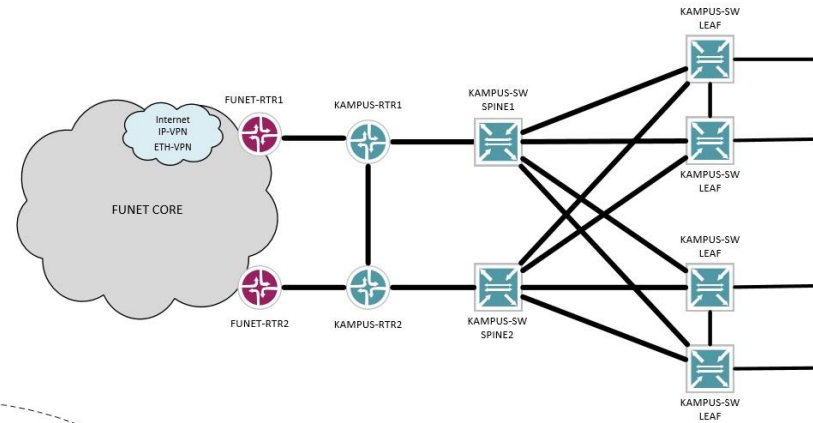 KAMPUS-SW
LEAF
KAMPUS-SW
SPINE1
FUNET-RTR1
KAMPUS-RTR1
Internet
IP-VPN
ETH-VPN
KAMPUS-SW
LEAF
FUNET CORE
KAMPUS-SW
LEAF
FUNET-RTR2
KAMPUS-RTR2
KAMPUS-SW
SPINE2
KAMPUS-SW
LEAF